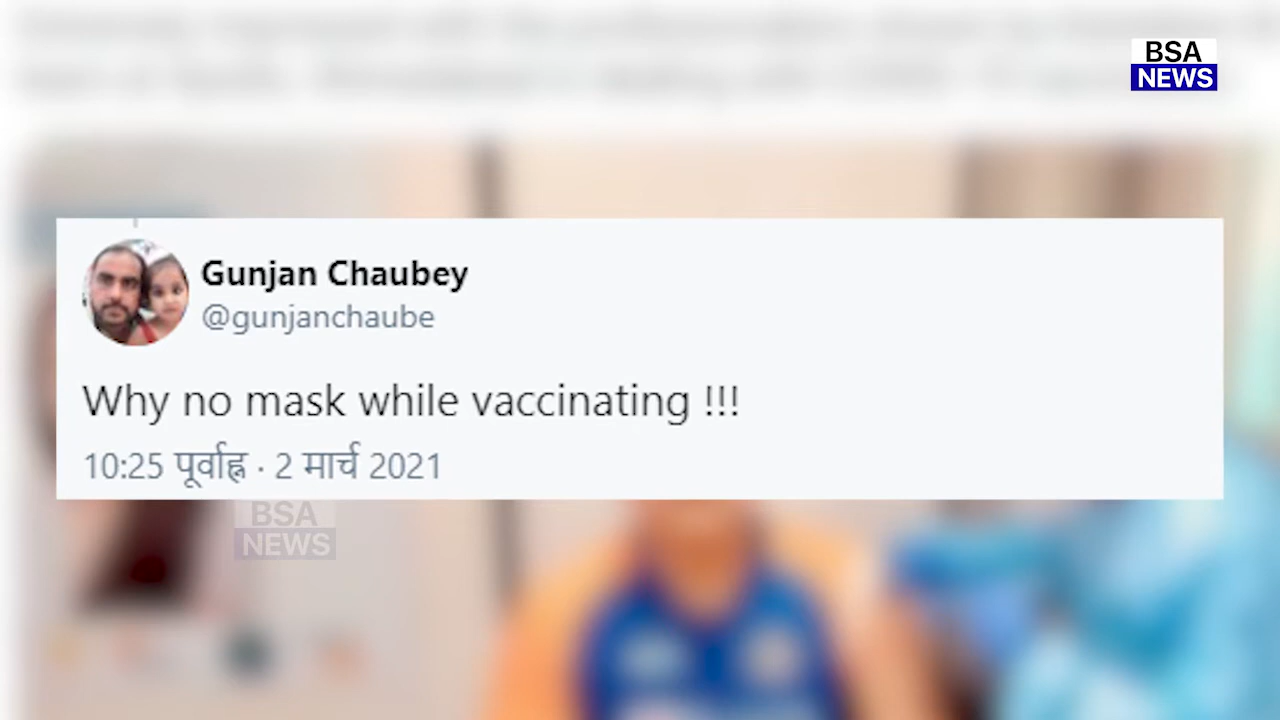 BSA
NEWS
Gunjan Chaubey
@gunjanchaube
Why no mask while vaccinating !!!
10:25 पूर्वाह्न · 2 मार्च 2021
BSA
NEWS